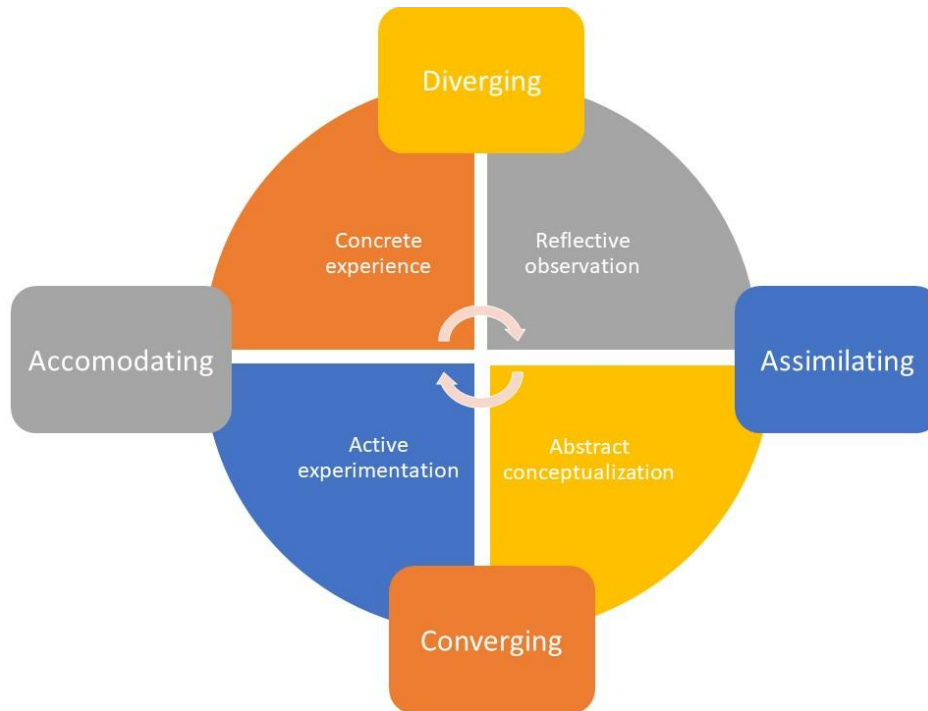 Diverging
Concrete
experience
Reflective
observation
Accomodating
Assimilating
Active
experimentation
Abstract
conceptualization
Converging